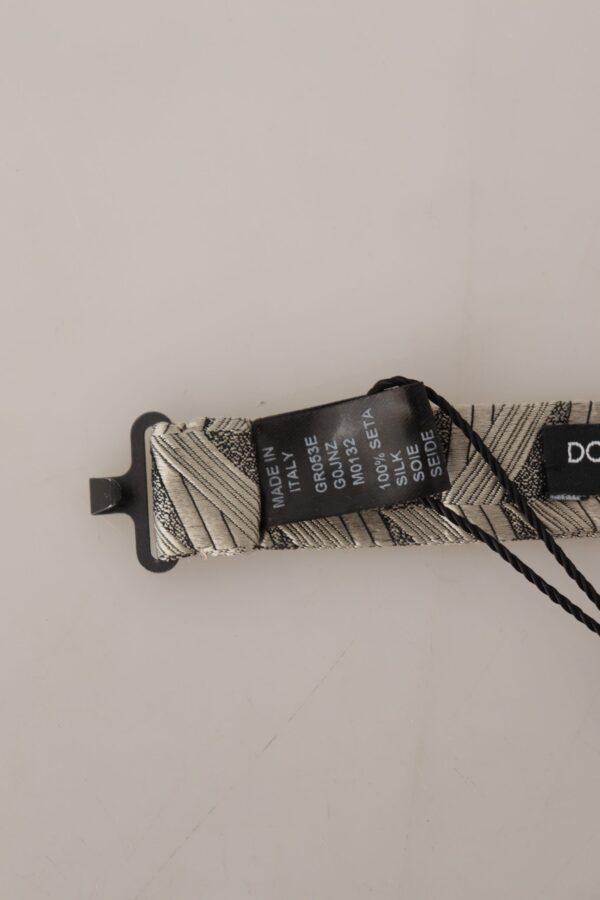 MADE IN
ITALY
GR053E
G0JNZ
M0132
100% SETA
SILK
SOIE
SEIDE
DO